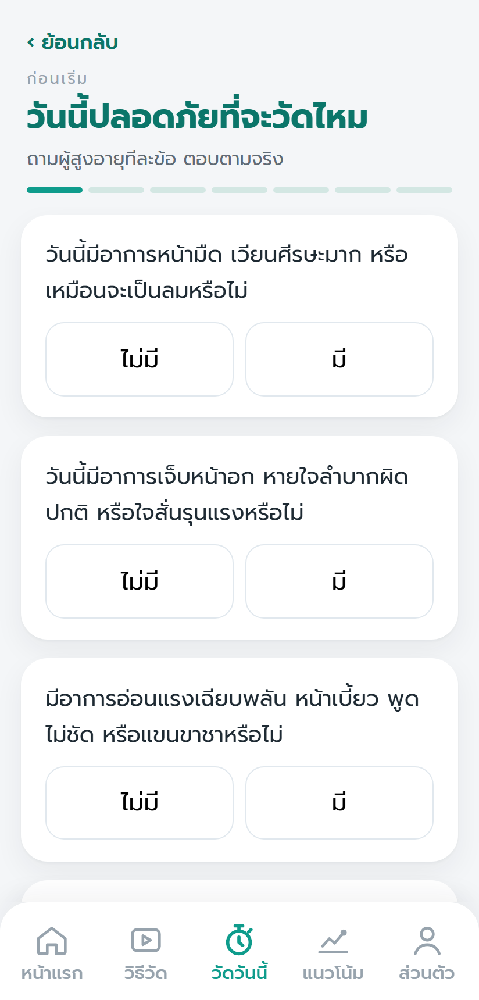 ‹ ย้อนกลับ
ก่อนเริ่ม
วันนี้ปลอดภัยที่จะวัดไหม
ถามผู้สูงอายุทีละข้อ ตอบตามจริง
วันนี้มีอาการหน้ามืด เวียนศีรษะมาก หรือ
เหมือนจะเป็นลมหรือไม่
ไม่มี
มี
วันนี้มีอาการเจ็บหน้าอก หายใจลำบากผิด
ปกติ หรือใจสั่นรุนแรงหรือไม่
ไม่มี
มี
มีอาการอ่อนแรงเฉียบพลัน หน้าเบี้ยว พูด
ไม่ชัด หรือแขนขาชาหรือไม่
ไม่มี
มี
หน้าแรก
วิธีวัด
วัดวันนี้
แนวโน้ม
ส่วนตัว